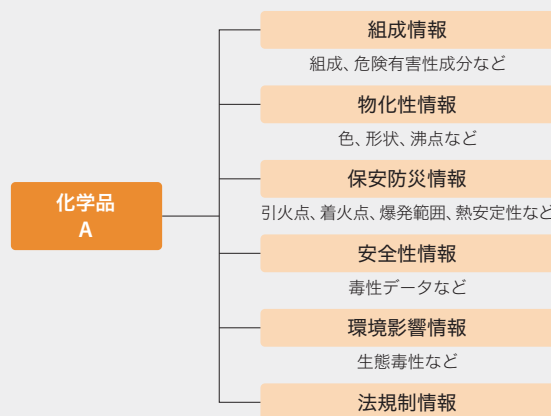 化学品
A
組成情報
組成、危険有害性成分など
物化性情報
色、形状、沸点など
保安防災情報
引火点、着火点、爆発範囲、熱安定性など
安全性情報
毒性データなど
環境影響情報
生態毒性など
法規制情報